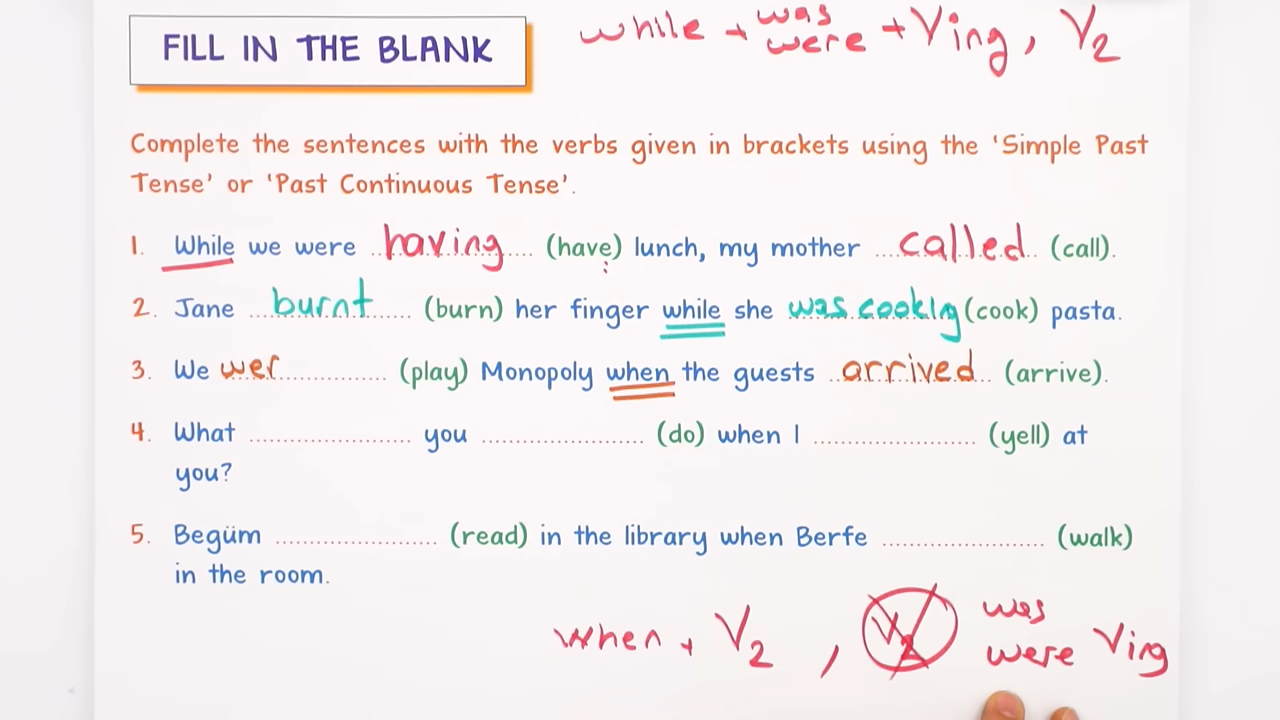 while + was were + Ving, V2
FILL IN THE BLANK
Complete the sentences with the verbs given in brackets using the 'Simple Past
Tense' or 'Past Continuous Tense'.
1. While we were having (have) lunch, my mother called (call).
2. Jane burnt (burn) her finger while she was cookıng (cook) pasta.
3. We wer (play) Monopoly when the guests arrived (arrive).
4. What .................... you .................... (do) when I .................... (yell) at
you?
5. Begüm .................... (read) in the library when Berfe .................... (walk)
in the room.
when + V2 , V2 was were Ving